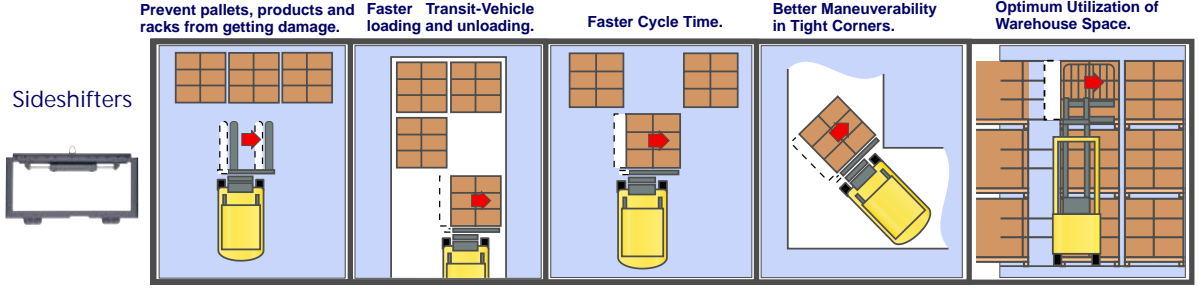 Prevent pallets, products and
racks from getting damage.
Faster Transit-Vehicle
loading and unloading.
Faster Cycle Time.
Better Maneuverability
in Tight Corners.
Optimum Utilization of
Warehouse Space.
Sideshifters